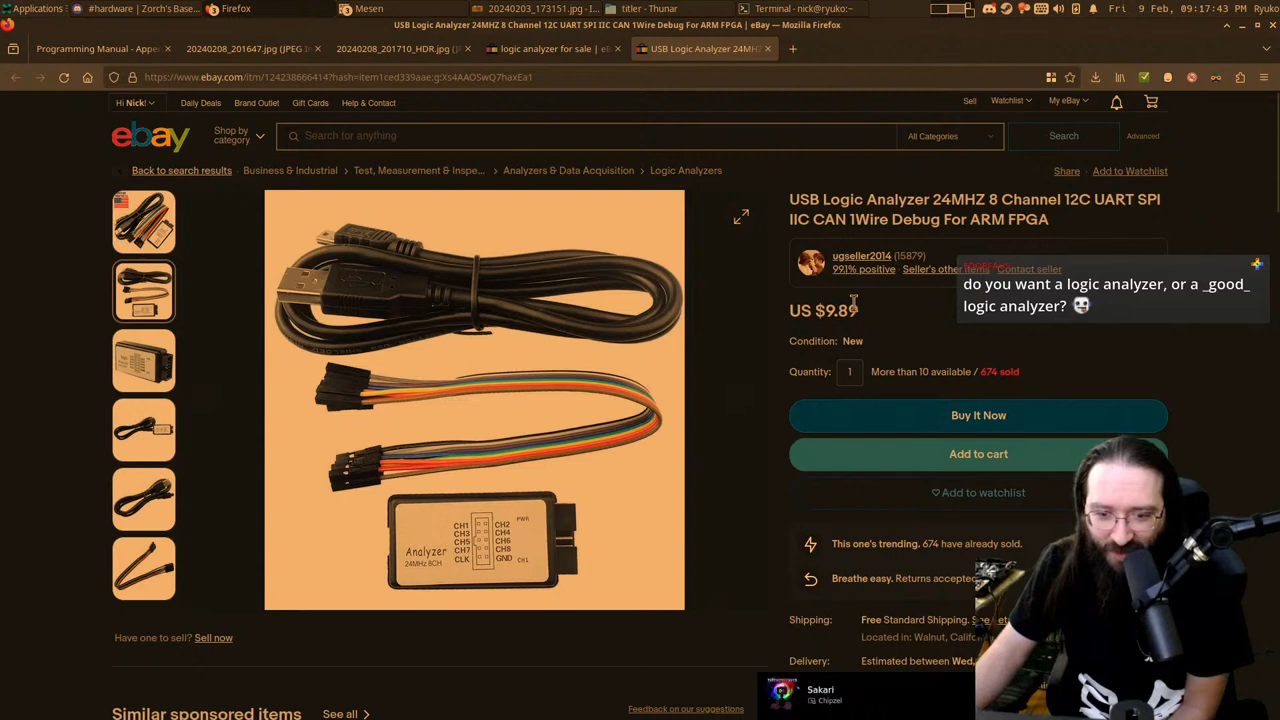 Applications
#hardware | Zorch's Bas...
Firefox
Mesen
20240203_173151.jpg -I...
titler - Thunar
Terminal - nick@ryuko:~
Fri 9 Feb, 09:17:43 PM Ryuko
USB Logic Analyzer 24MHZ 8 Channel 12C UART SPI IIC CAN 1Wire Debug For ARM FPGA | eBay — Mozilla Firefox
Programming Manual - Apper
20240208_201647.jpg (JPEG In
20240208_201710_HDR.jpg (JP
logic analyzer for sale | eB
USB Logic Analyzer 24MHZ
https://www.ebay.com/itm/124238666414?hash=item1ced339aae:g:Xs4AAOSwQ7haxEa1
Hi Nick!
Daily Deals
Brand Outlet
Gift Cards
Help & Contact
Sell
Watchlist
My eBay
ebay
Shop by category
Search for anything
All Categories
Search
Advanced
Back to search results
Business & Industrial
Test, Measurement & Inspe...
Analyzers & Data Acquisition
Logic Analyzers
Share
Add to Watchlist
USB Logic Analyzer 24MHZ 8 Channel 12C UART SPI
IIC CAN 1Wire Debug For ARM FPGA
ugseller2014 (15879)
99.1% positive
Seller's other items
Contact seller
do you want a logic analyzer, or a _good_
logic analyzer?
US $9.89
Condition: New
Quantity: 1 More than 10 available / 674 sold
Buy It Now
Add to cart
Add to watchlist
This one's trending. 674 have already sold.
Breathe easy. Returns accepted
Shipping: Free Standard Shipping.
Located in: Walnut,
Delivery: Estimated between Wed,
CH1 CH2 PWR
CH3 CH4
CH5 CH6
CH7 CH8
CLK GND CH1
Analyzer
24MHz 8CH
Have one to sell? Sell now
Sakari
Chipzel
Similar sponsored items
See all
Feedback on our suggestions